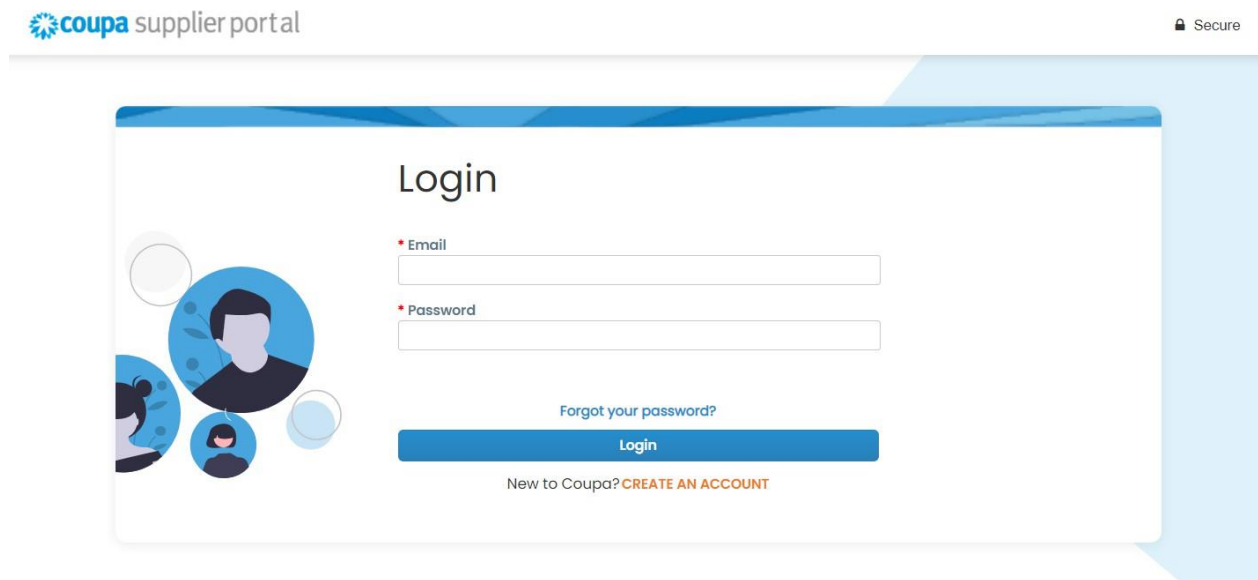 coupa supplier portal
Secure
Login
* Email
* Password
Forgot your password?
Login
New to Coupa? CREATE AN ACCOUNT